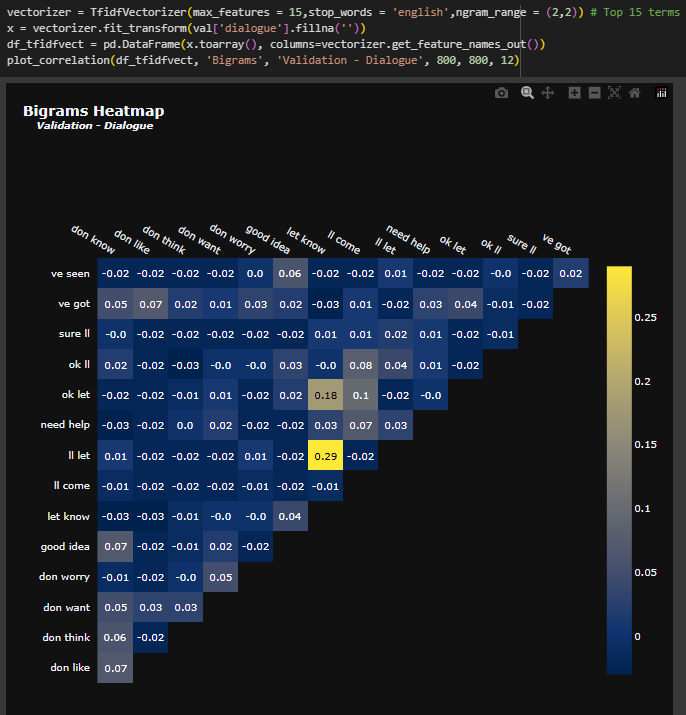 vectorizer = TfidfVectorizer(max_features = 15,stop_words = 'english',ngram_range = (2,2)) # Top 15 terms
x = vectorizer.fit_transform(val['dialogue'].fillna(''))
df_tfidfvect = pd.DataFrame(x.toarray(), columns=vectorizer.get_feature_names_out())
plot_correlation(df_tfidfvect, 'Bigrams', 'Validation - Dialogue', 800, 800, 12)
Bigrams Heatmap
Validation - Dialogue
don know don like don think don want don worry good idea let know ll come ll let need help ok let ok ll sure ll ve got
ve seen -0.02 -0.02 -0.02 -0.02 0.0 0.06 -0.02 -0.02 0.01 -0.02 -0.02 -0.0 -0.02 0.02
ve got 0.05 0.07 0.02 0.01 0.03 0.02 -0.03 0.01 -0.02 0.03 0.04 -0.01 -0.02
sure ll -0.0 -0.02 -0.02 -0.02 -0.02 -0.02 0.01 0.01 0.02 0.01 -0.02 -0.01
ok ll 0.02 -0.02 -0.03 -0.0 -0.0 0.03 -0.0 0.08 0.04 0.01 -0.02
ok let -0.02 -0.02 -0.01 0.01 -0.02 0.02 0.18 0.1 -0.02 -0.0
need help -0.03 -0.02 0.0 0.02 -0.02 -0.02 0.03 0.07 0.03
ll let 0.01 -0.02 -0.02 -0.02 0.01 -0.02 0.29 -0.02
ll come -0.01 -0.02 -0.02 -0.02 -0.01 -0.02 -0.01
let know -0.03 -0.03 -0.01 -0.0 -0.0 0.04
good idea 0.07 -0.02 -0.01 0.02 -0.02
don worry -0.01 -0.02 -0.0 0.05
don want 0.05 0.03 0.03
don think 0.06 -0.02
don like 0.07
0.25
0.2
0.15
0.1
0.05
0